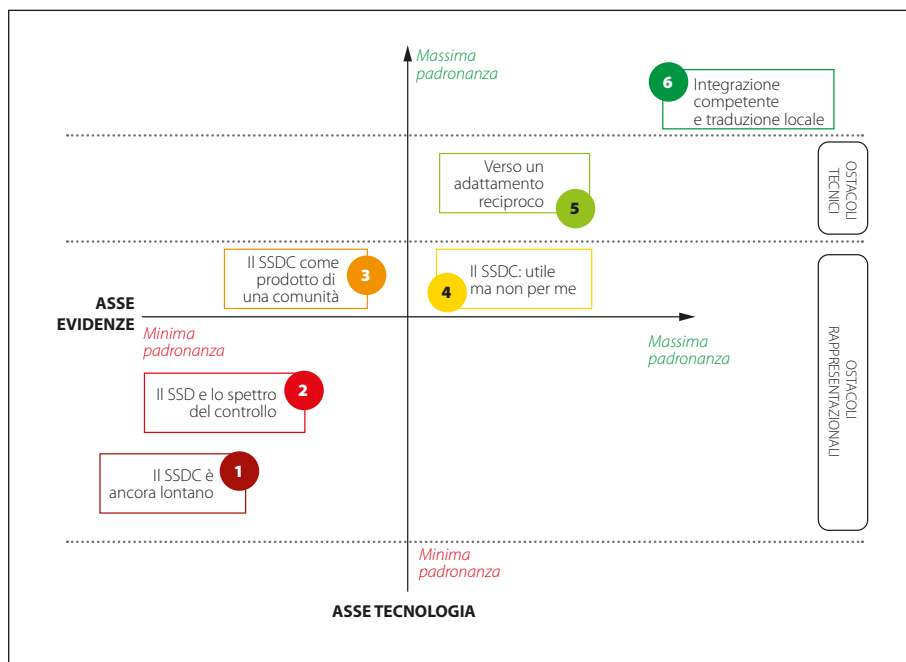 Massima
padronanza
6
Integrazione
competente
e traduzione locale
Verso un
adattamento
reciproco
5
OSTACOLI
TECNICI
Il SSDC come
prodotto di
una comunità
3
4
Il SSDC: utile
ma non per me
ASSE
EVIDENZE
Minima
padronanza
Massima
padronanza
OSTACOLI
RAPPRESENTAZIONALI
Il SSD e lo spettro
del controllo
2
Il SSDC è
ancora lontano
1
Minima
padronanza
ASSE TECNOLOGIA